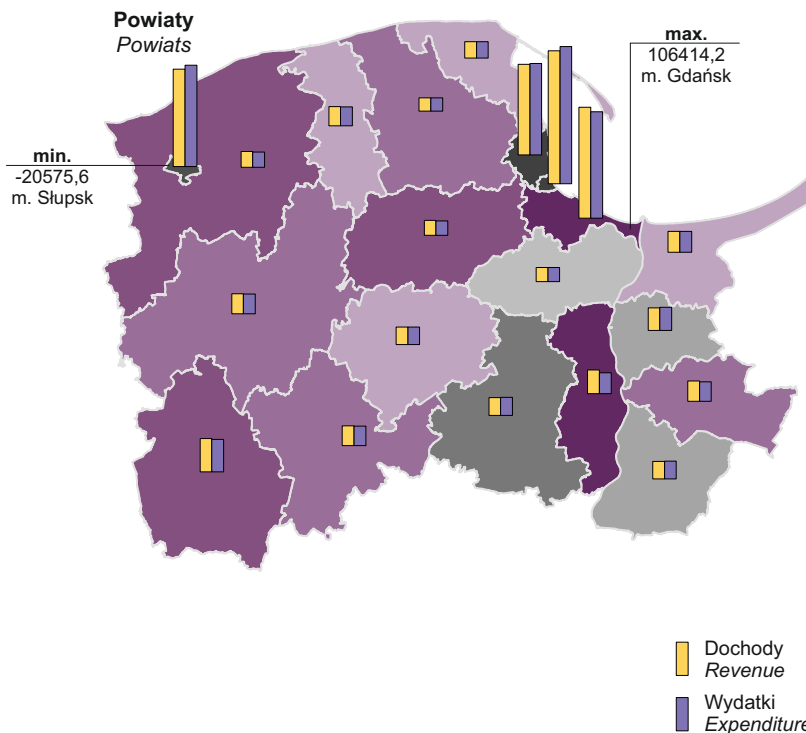 Powiaty
Powiats
max.
106414,2
m. Gdańsk
min.
-20575,6
m. Słupsk
Dochody
Revenue
Wydatki
Expenditure